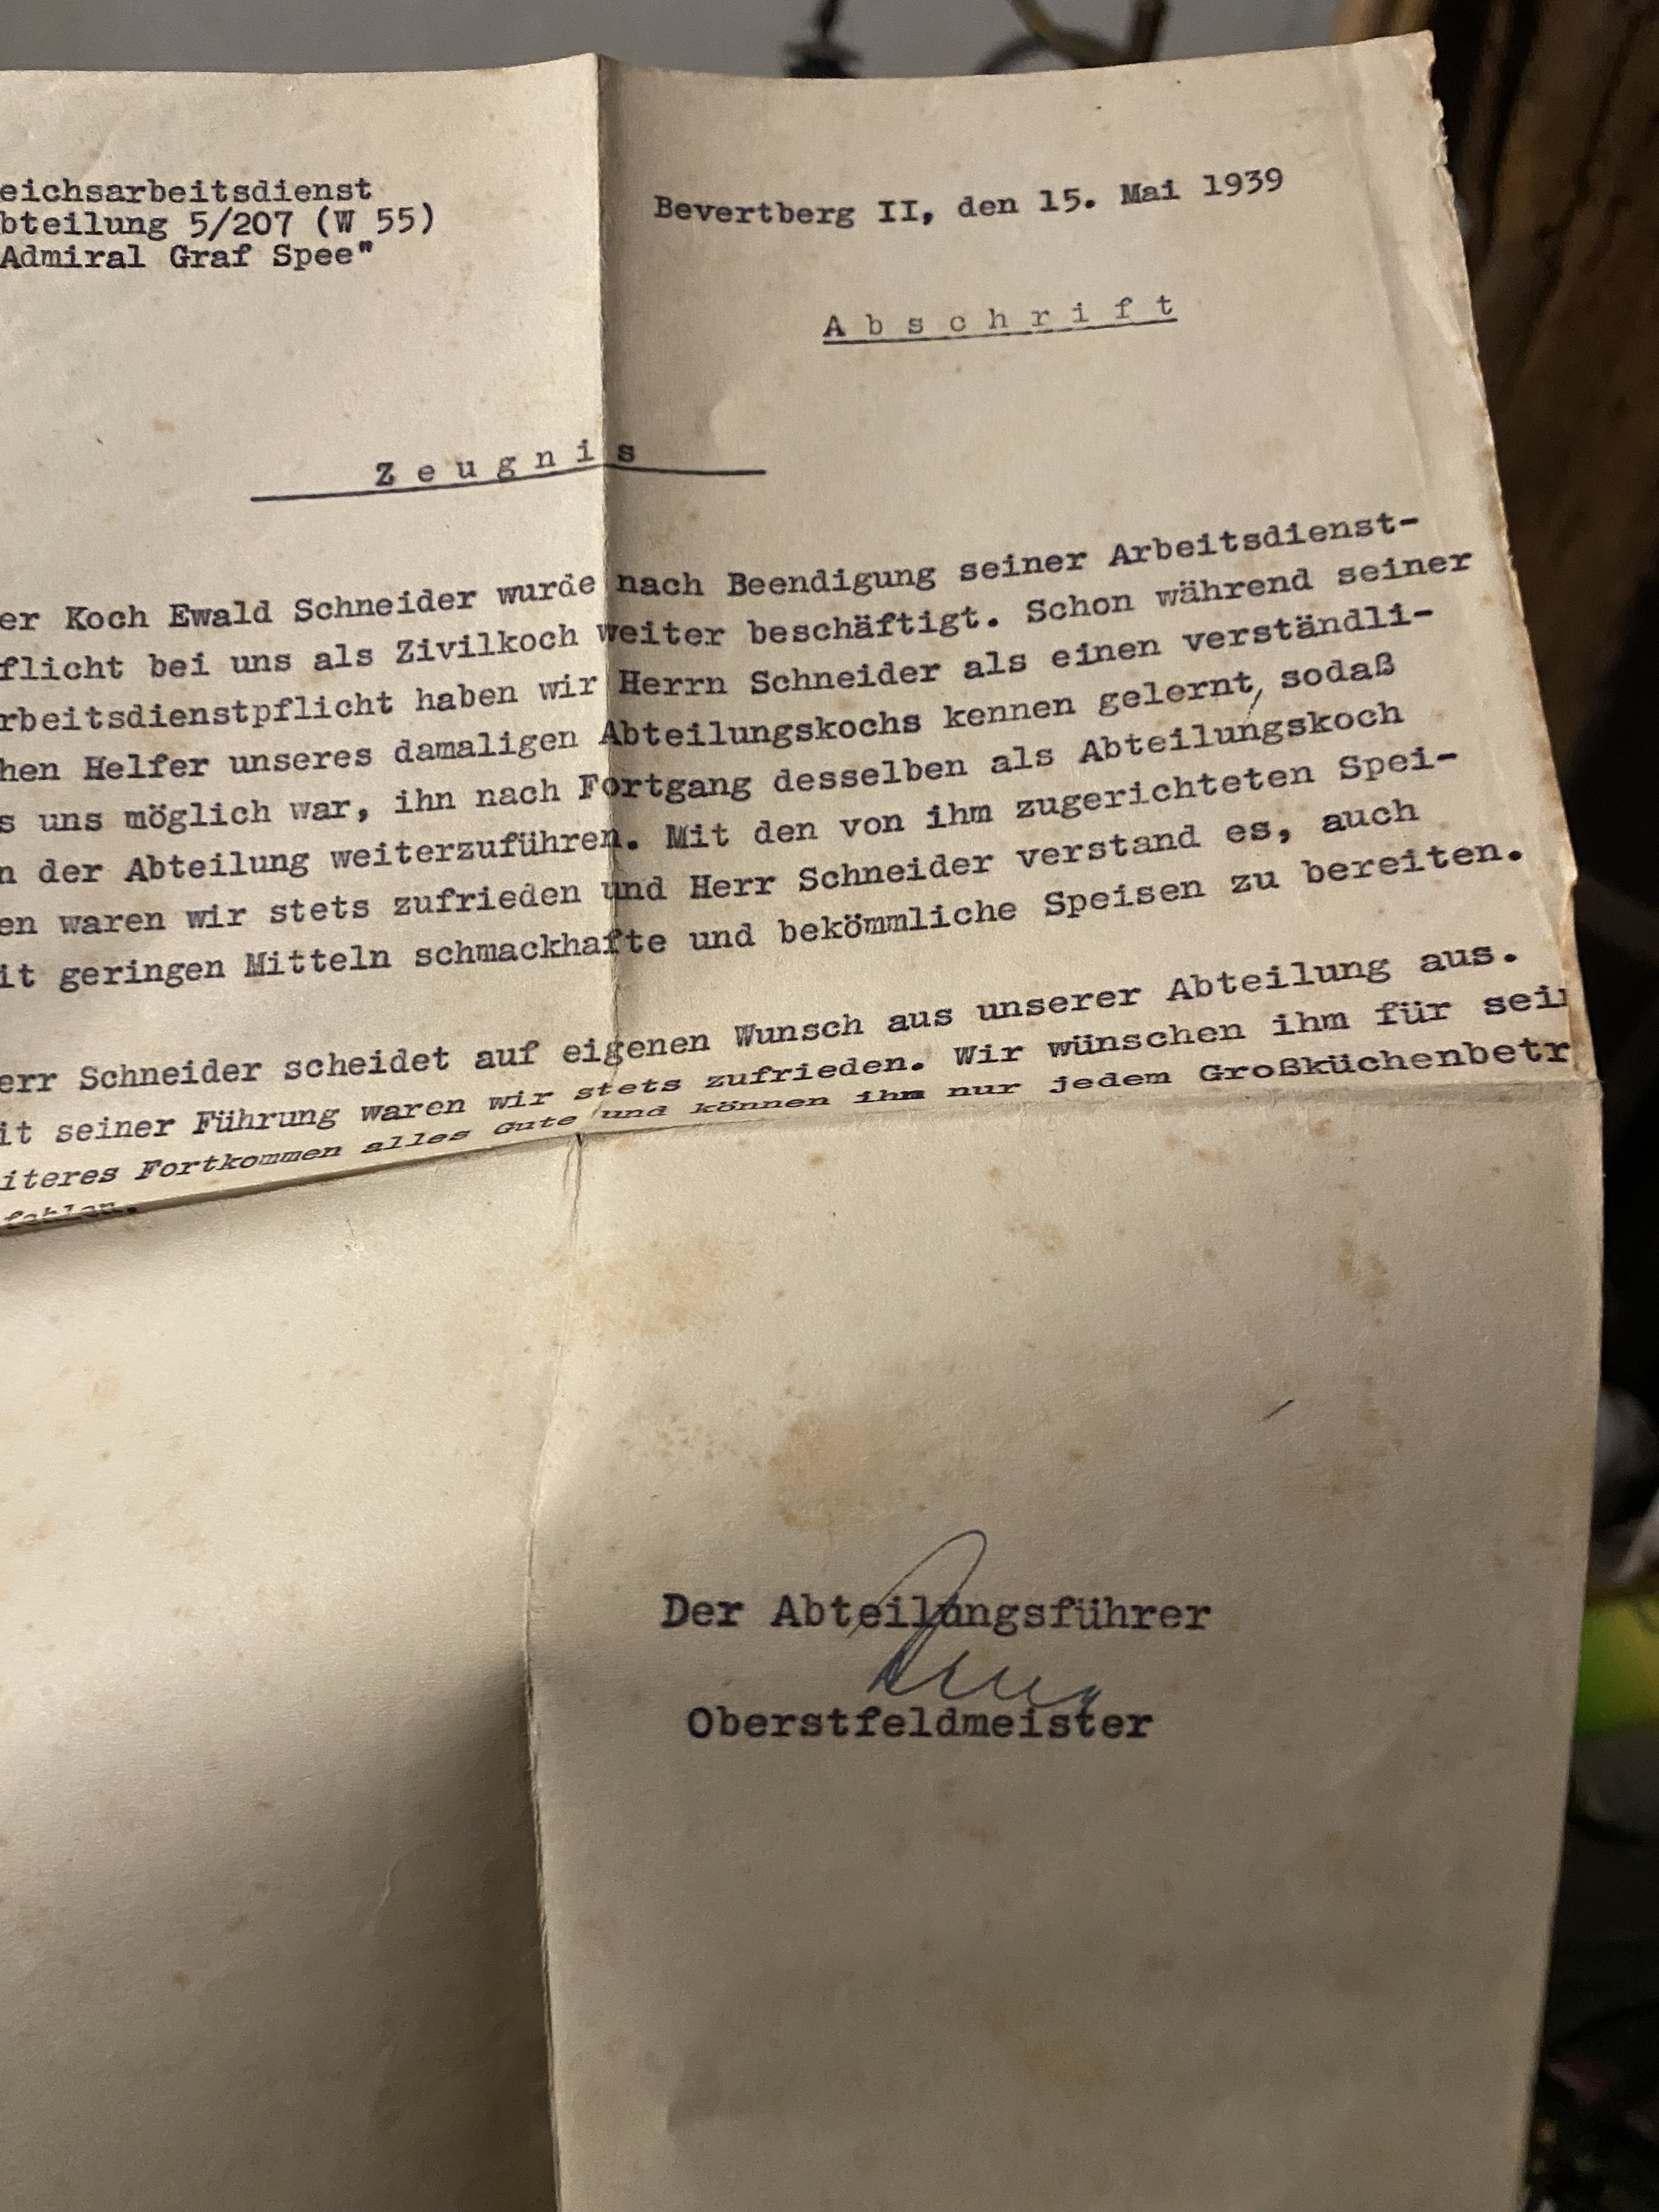 eichsarbeitsdienst
bteilung 5/207 (W 55)
Admiral Graf Spee"
Bevertberg II, den 15. Mai 1939
A b s c h r i f t
Z e u g n i s
er Koch Ewald Schneider wurde nach Beendigung seiner Arbeitsdienst-
flicht bei uns als Zivilkoch weiter beschäftigt. Schon während seiner
rbeitsdienstpflicht haben wir Herrn Schneider als einen verständli-
hen Helfer unseres damaligen Abteilungskochs kennen gelernt, sodaß
s uns möglich war, ihn nach Fortgang desselben als Abteilungskoch
n der Abteilung weiterzuführen. Mit den von ihm zugerichteten Spei-
en waren wir stets zufrieden und Herr Schneider verstand es, auch
it geringen Mitteln schmackhafte und bekömmliche Speisen zu bereiten.
err Schneider scheidet auf eigenen Wunsch aus unserer Abteilung aus.
it seiner Führung waren wir stets zufrieden. Wir wünschen ihm für sein
iteres Fortkommen alles Gute und können ihm nur jedem Großküchenbetr
fehlen.
Der Abteilungsführer
Oberstfeldmeister